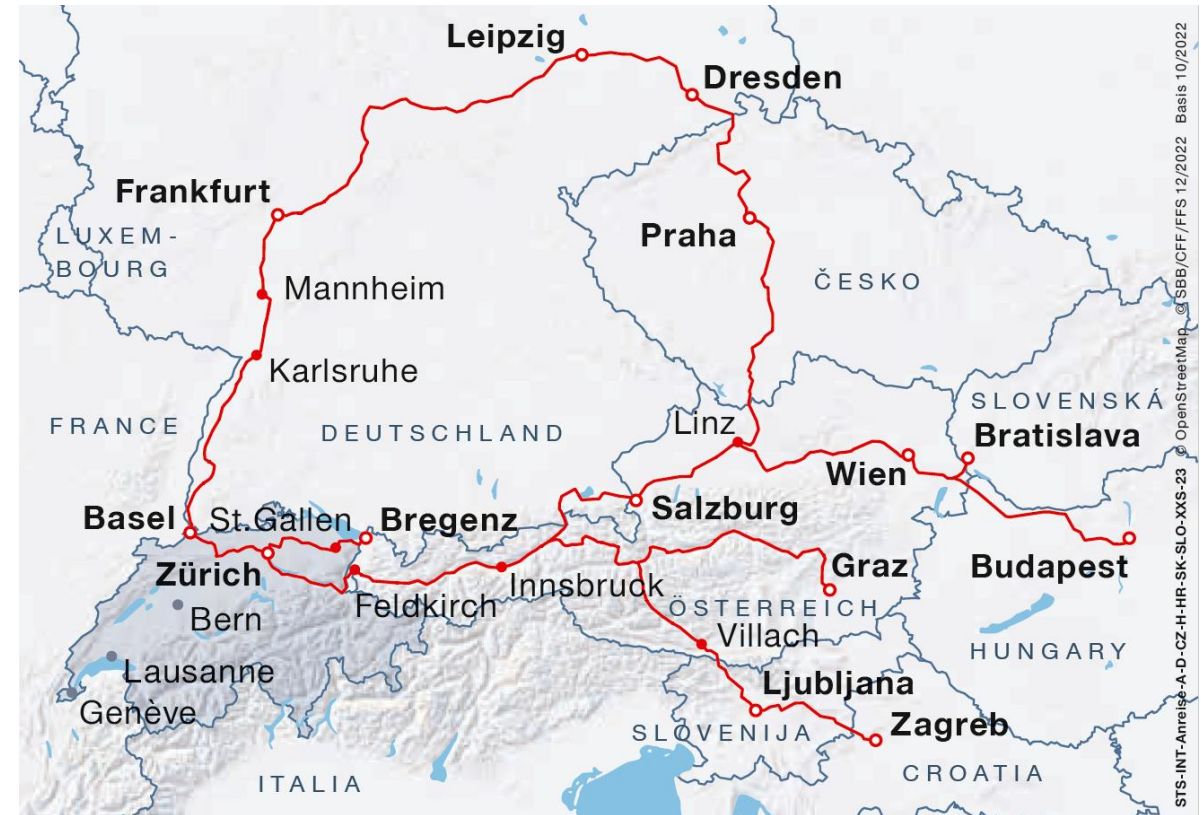 Leipzig
Dresden
Frankfurt
LUXEM-
BOURG
Praha
Mannheim
ČESKO
Karlsruhe
FRANCE
DEUTSCHLAND
Linz
SLOVENSKÁ
Bratislava
Wien
Basel
St. Gallen
Bregenz
Salzburg
Zürich
Feldkirch
Innsbruck
Graz
Budapest
Bern
ÖSTERREICH
Villach
HUNGARY
Lausanne
Genève
Ljubljana
SLOVENIJA
Zagreb
ITALIA
CROATIA
STS-INT-Anreise-A-D-CZ-H-HR-SK-SLO-XXS-23 © OpenStreetMap © SBB/CFF/FFS 12/2022 Basis 10/2022